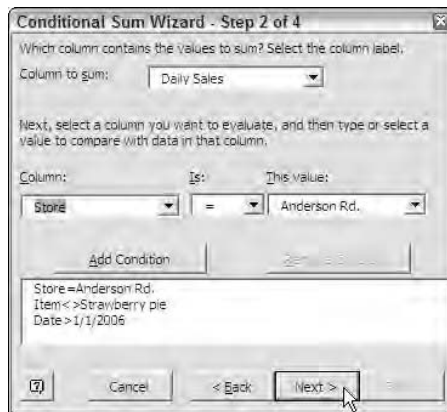 Conditional Sum Wizard - Step 2 of 4
Which column contains the values to sum? Select the column label.
Column to sum:
Daily Sales
Next, select a column you want to evaluate, and then type or select a
value to compare with data in that column.
Column:
Is:
This value:
Store
=
Anderson Rd.
Add Condition
Store=Anderson Rd.
Item<>Strawberry pie
Date>1/1/2006
Cancel
< Back
Next >